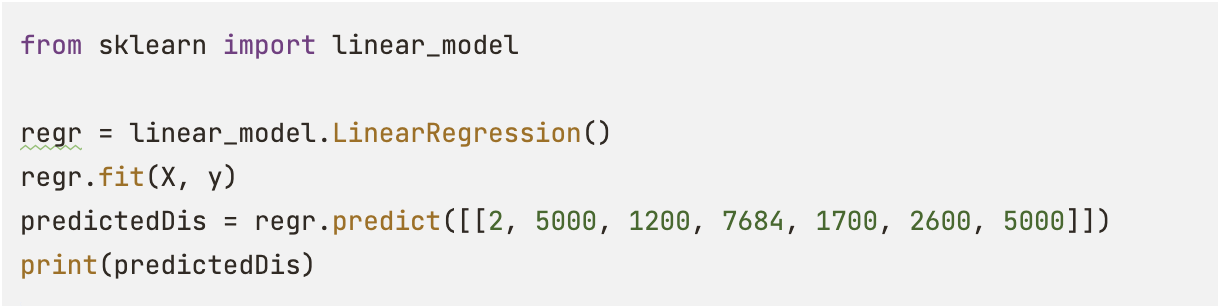 from sklearn import linear_model
regr = linear_model.LinearRegression()
regr.fit(X, y)
predictedDis = regr.predict([[2, 5000, 1200, 7684, 1700, 2600, 5000]])
print(predictedDis)